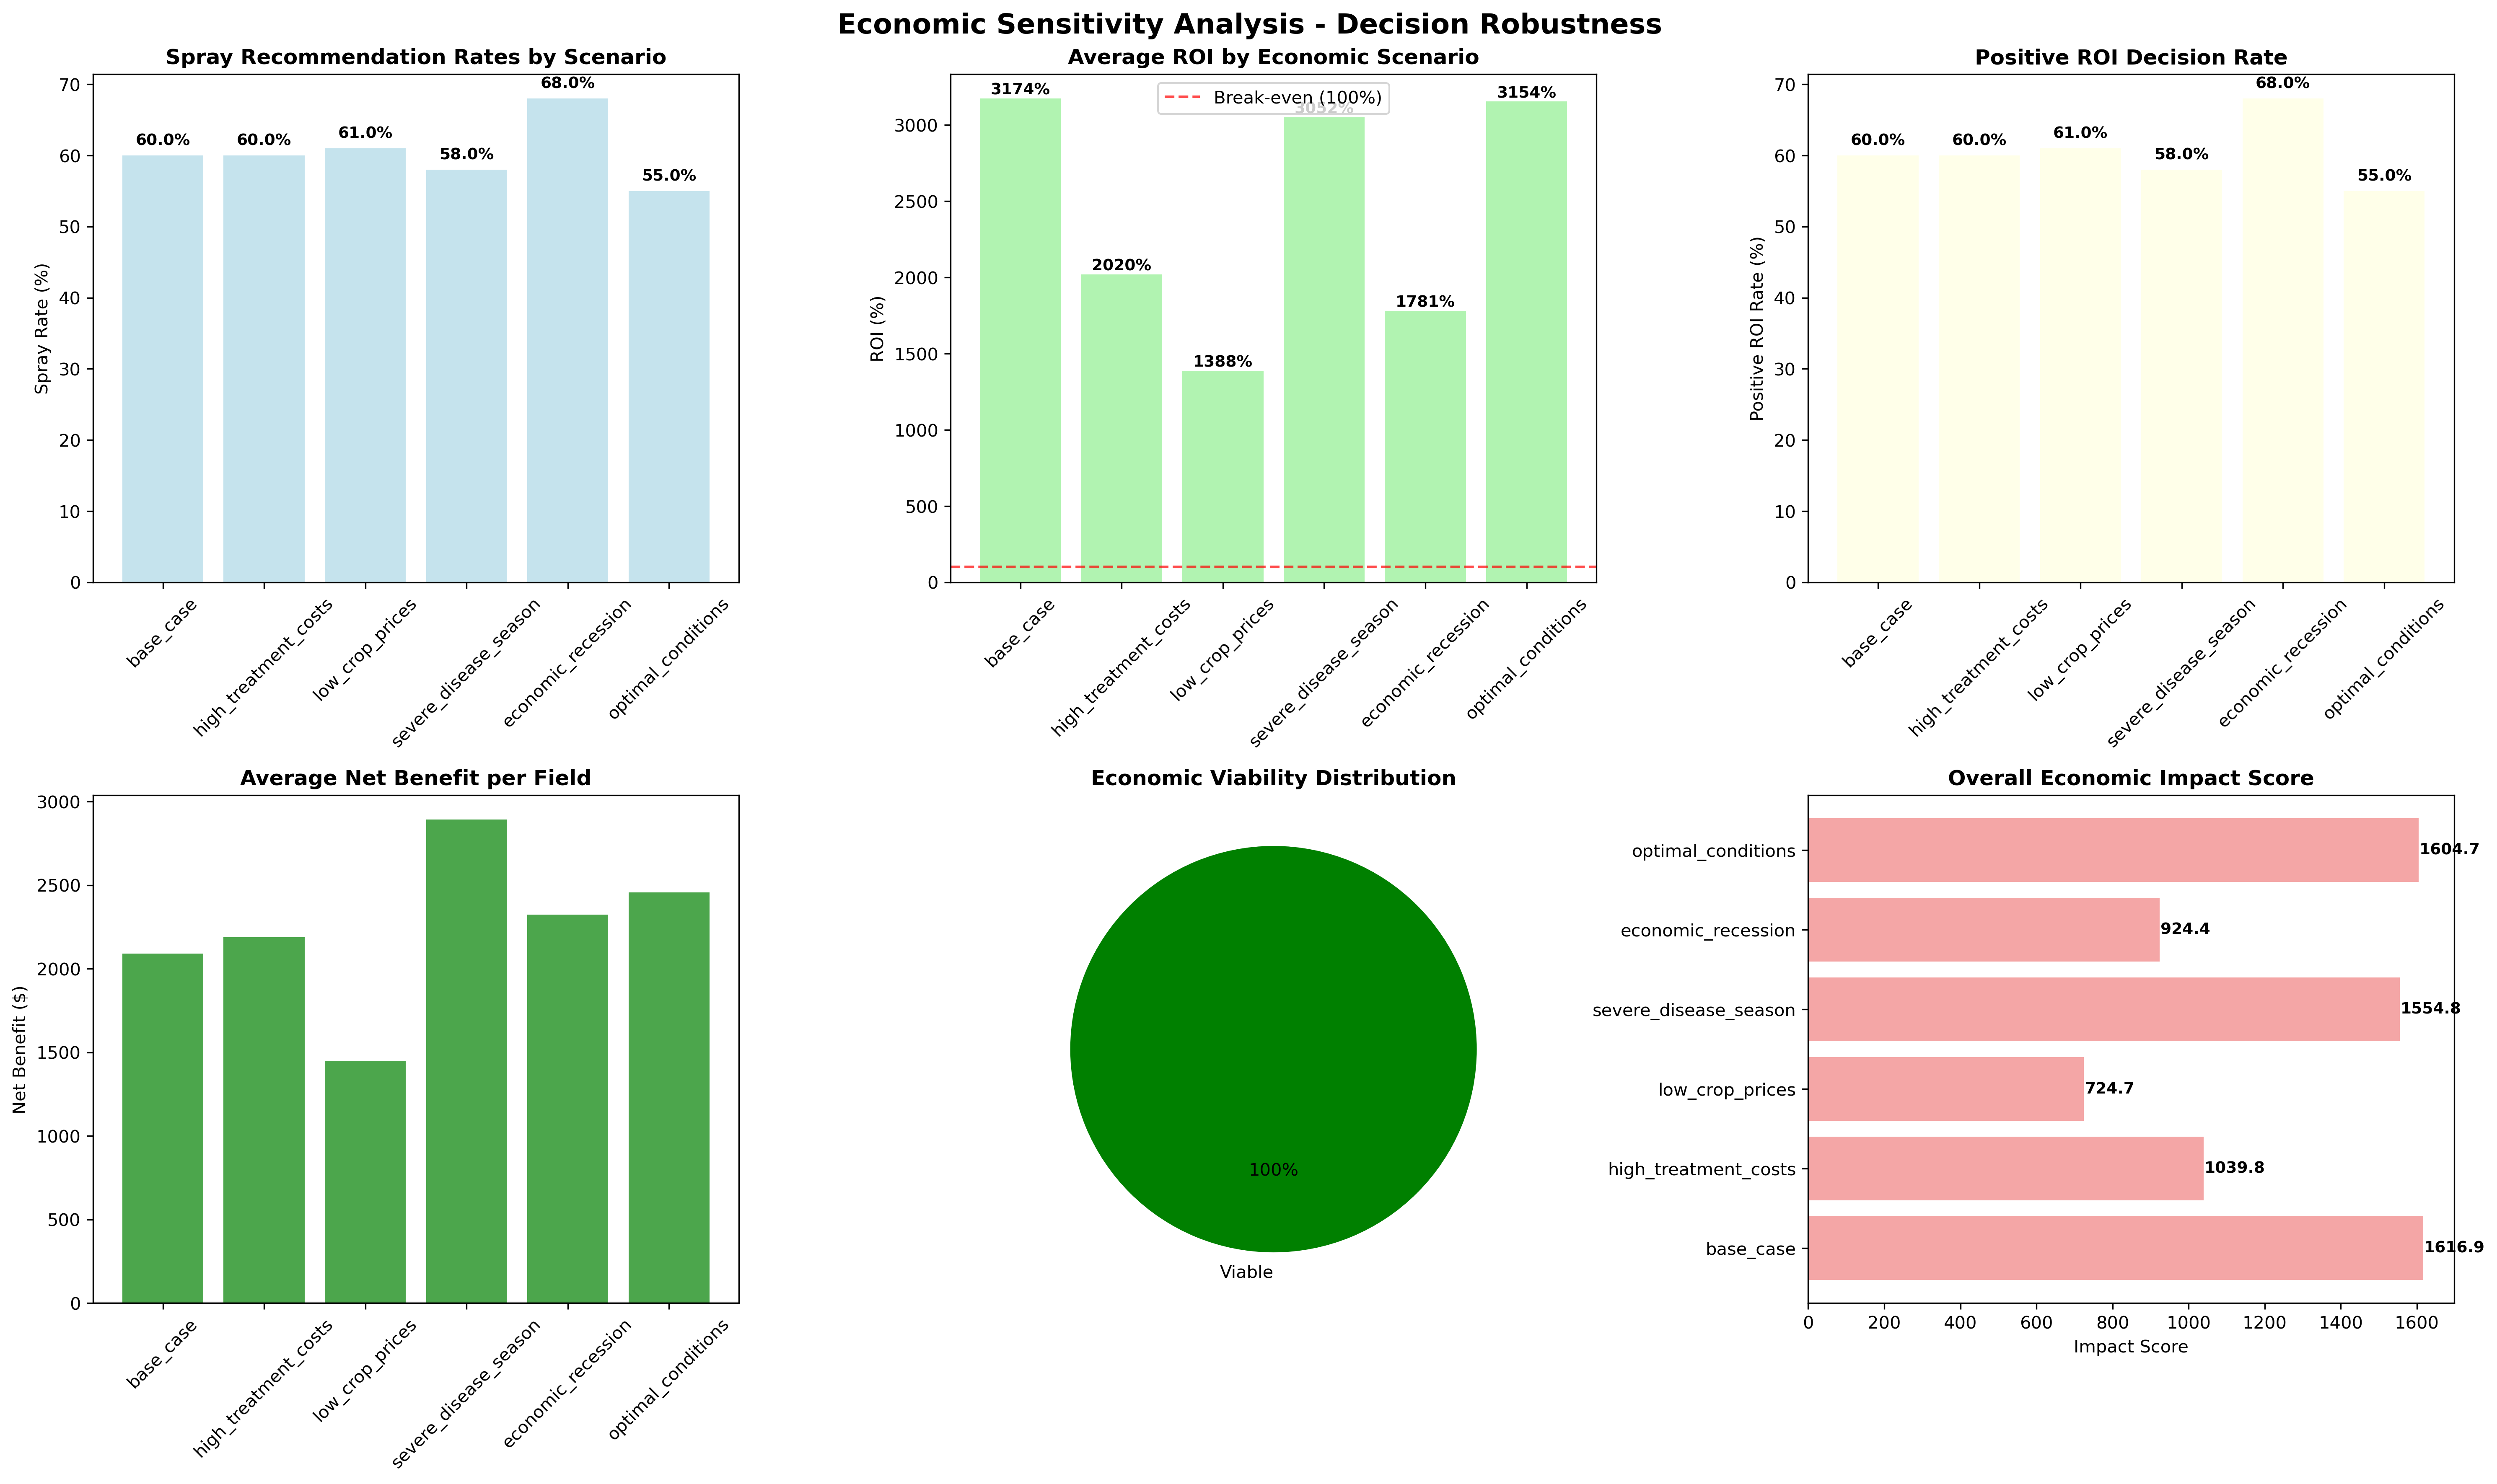 Economic Sensitivity Analysis - Decision Robustness
Spray Recommendation Rates by Scenario
Spray Rate (%)
70
60
50
40
30
20
10
0
60.0%
60.0%
61.0%
58.0%
68.0%
55.0%
base_case
high_treatment_costs
low_crop_prices
severe_disease_season
economic_recession
optimal_conditions
Average ROI by Economic Scenario
ROI (%)
3000
2500
2000
1500
1000
500
0
Break-even (100%)
3174%
2020%
1388%
3052%
1781%
3154%
base_case
high_treatment_costs
low_crop_prices
severe_disease_season
economic_recession
optimal_conditions
Positive ROI Decision Rate
Positive ROI Rate (%)
70
60
50
40
30
20
10
0
60.0%
60.0%
61.0%
58.0%
68.0%
55.0%
base_case
high_treatment_costs
low_crop_prices
severe_disease_season
economic_recession
optimal_conditions
Average Net Benefit per Field
Net Benefit ($)
3000
2500
2000
1500
1000
500
0
base_case
high_treatment_costs
low_crop_prices
severe_disease_season
economic_recession
optimal_conditions
Economic Viability Distribution
100%
Viable
Overall Economic Impact Score
optimal_conditions
1604.7
economic_recession
924.4
severe_disease_season
1554.8
low_crop_prices
724.7
high_treatment_costs
1039.8
base_case
1616.9
0
200
400
600
800
1000
1200
1400
1600
Impact Score